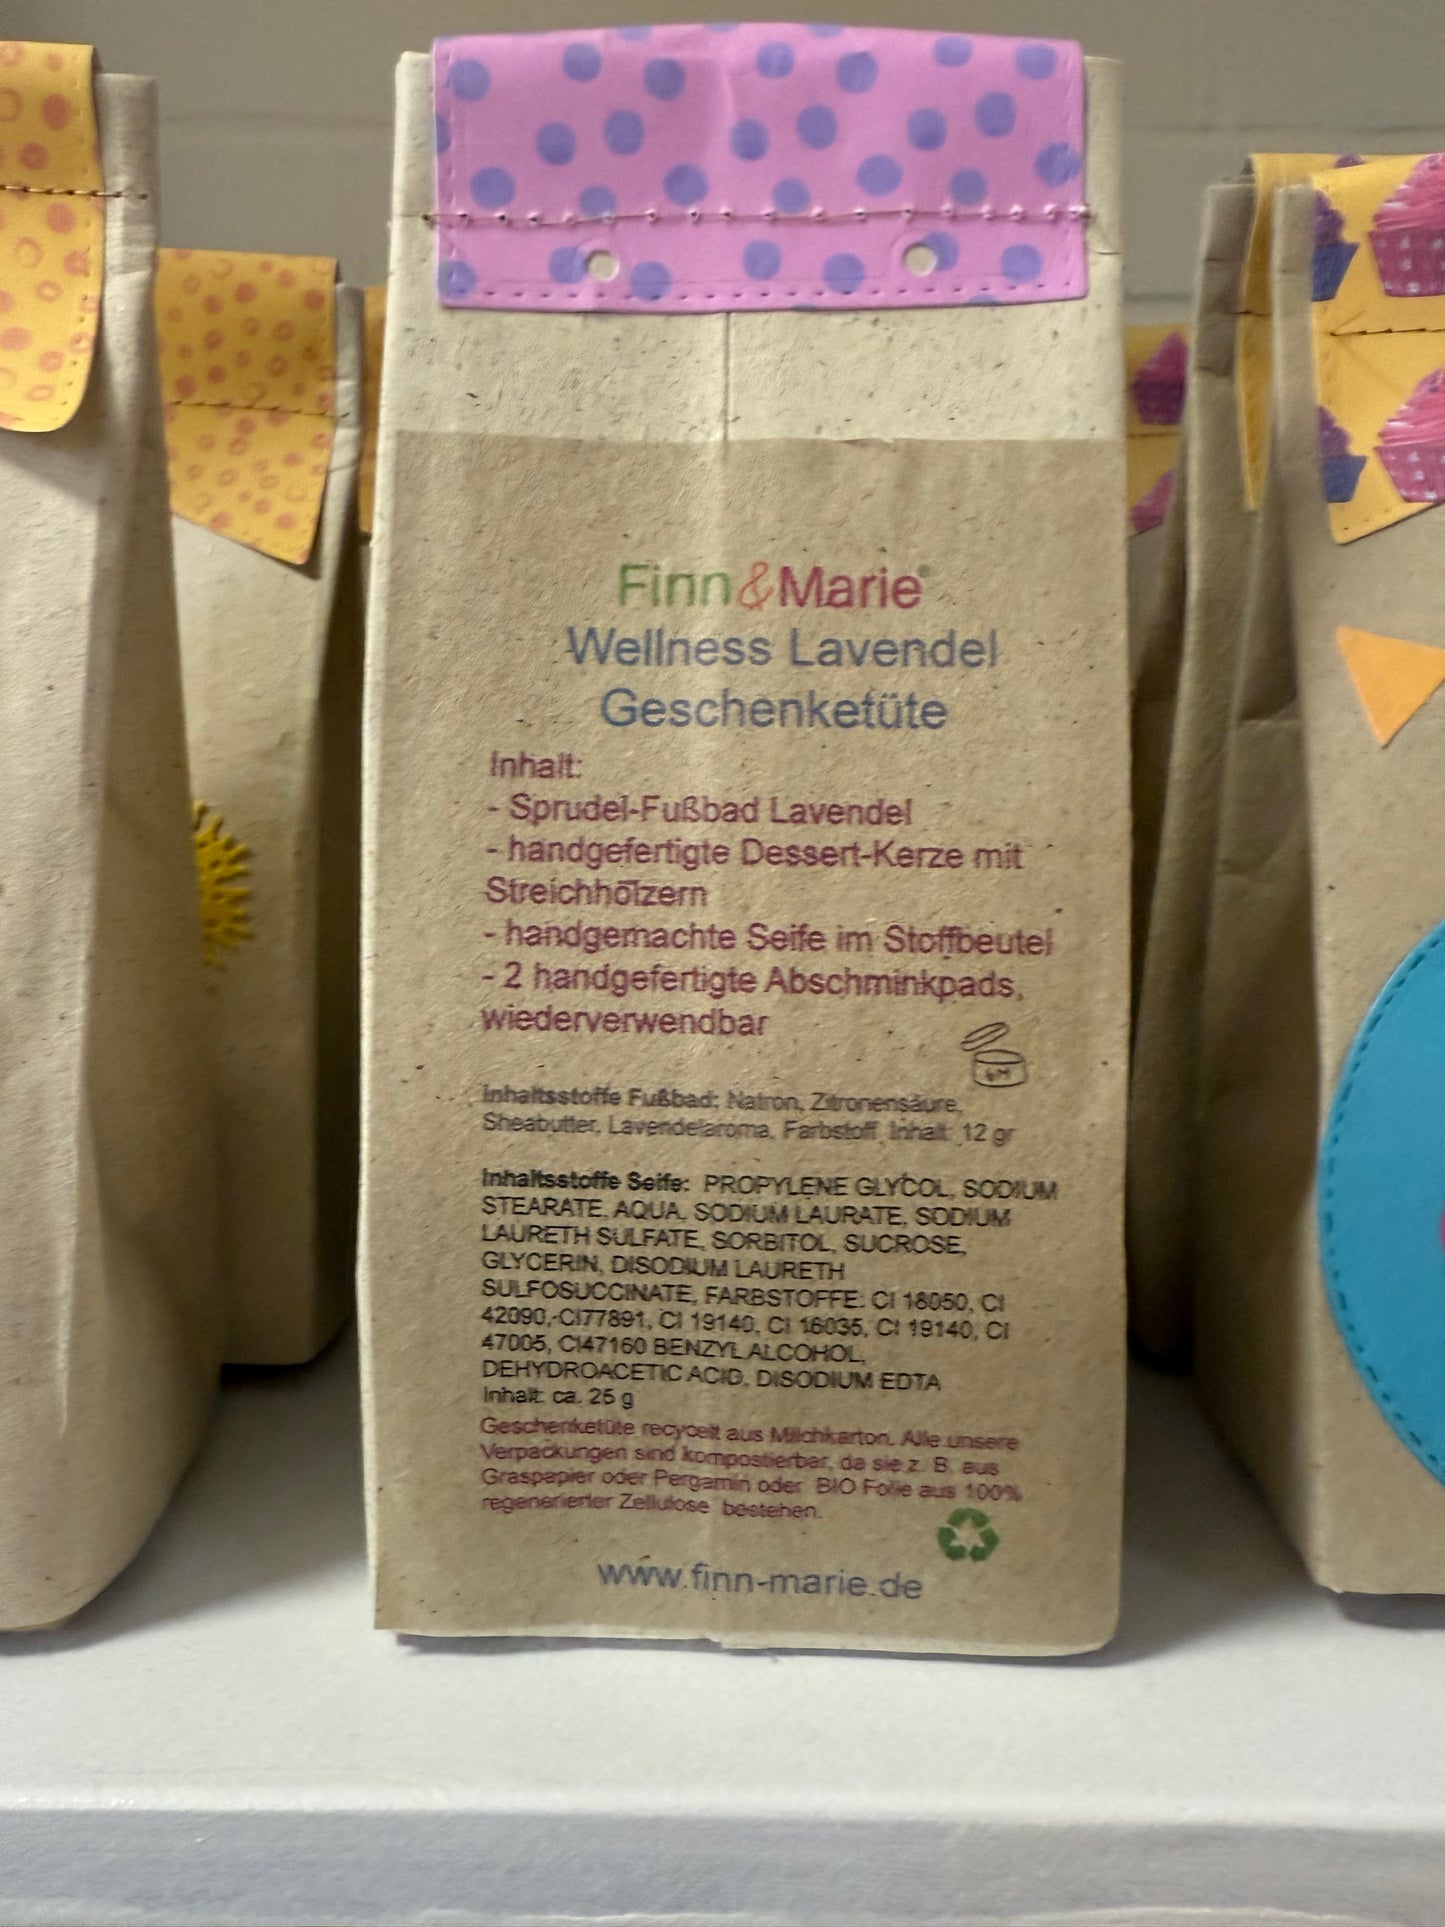 Finn&Marie®
Wellness Lavendel
Geschenketüte
Inhalt:
- Sprudel-Fußbad Lavendel
- handgefertigte Dessert-Kerze mit
Streichhölzern
- handgemachte Seife im Stoffbeutel
- 2 handgefertigte Abschminkpads,
wiederverwendbar
6M
Inhaltsstoffe Fußbad: Natron, Zitronensäure,
Sheabutter, Lavendelaroma, Farbstoff Inhalt: 12 gr
Inhaltsstoffe Seife: PROPYLENE GLYCOL, SODIUM
STEARATE, AQUA, SODIUM LAURATE, SODIUM
LAURETH SULFATE, SORBITOL, SUCROSE,
GLYCERIN, DISODIUM LAURETH
SULFOSUCCINATE, FARBSTOFFE: CI 18050, CI
42090, CI77891, CI 19140, CI 16035, CI 19140, CI
47005, CI47160 BENZYL ALCOHOL,
DEHYDROACETIC ACID, DISODIUM EDTA
Inhalt: ca. 25 g
Geschenketüte recycelt aus Milchkarton. Alle unsere
Verpackungen sind kompostierbar, da sie z. B. aus
Graspapier oder Pergamin oder BIO Folie aus 100%
regenerierter Zellulose bestehen.
www.finn-marie.de